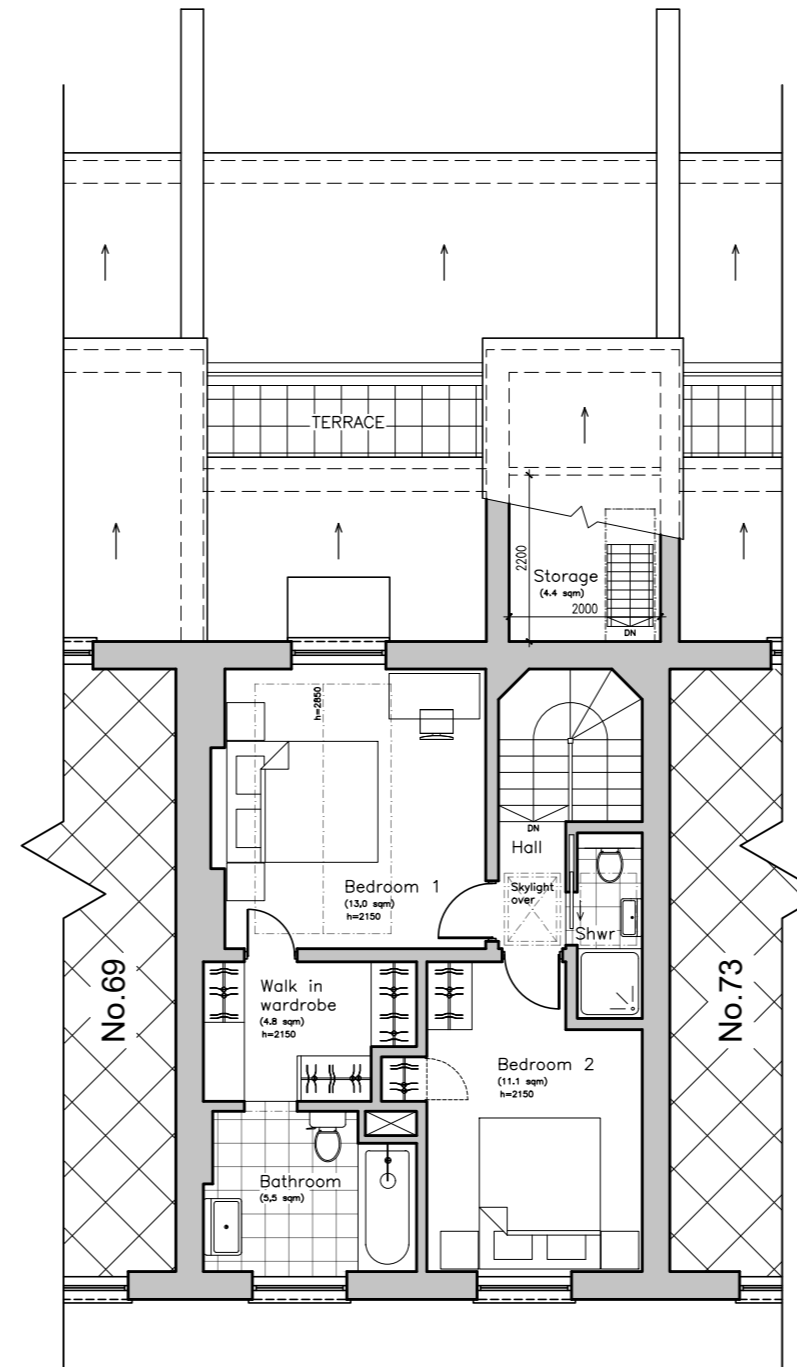 TERRACE
2200
Storage
(4.4 sqm)
2000
DN
h=2850
DN
Hall
Bedroom 1
(13,0 sqm)
h=2150
Skylight
over
Shwr
No.69
Walk in
wardrobe
(4.8 sqm)
h=2150
No.73
Bedroom 2
(11.1 sqm)
h=2150
Bathroom
(5,5 sqm)